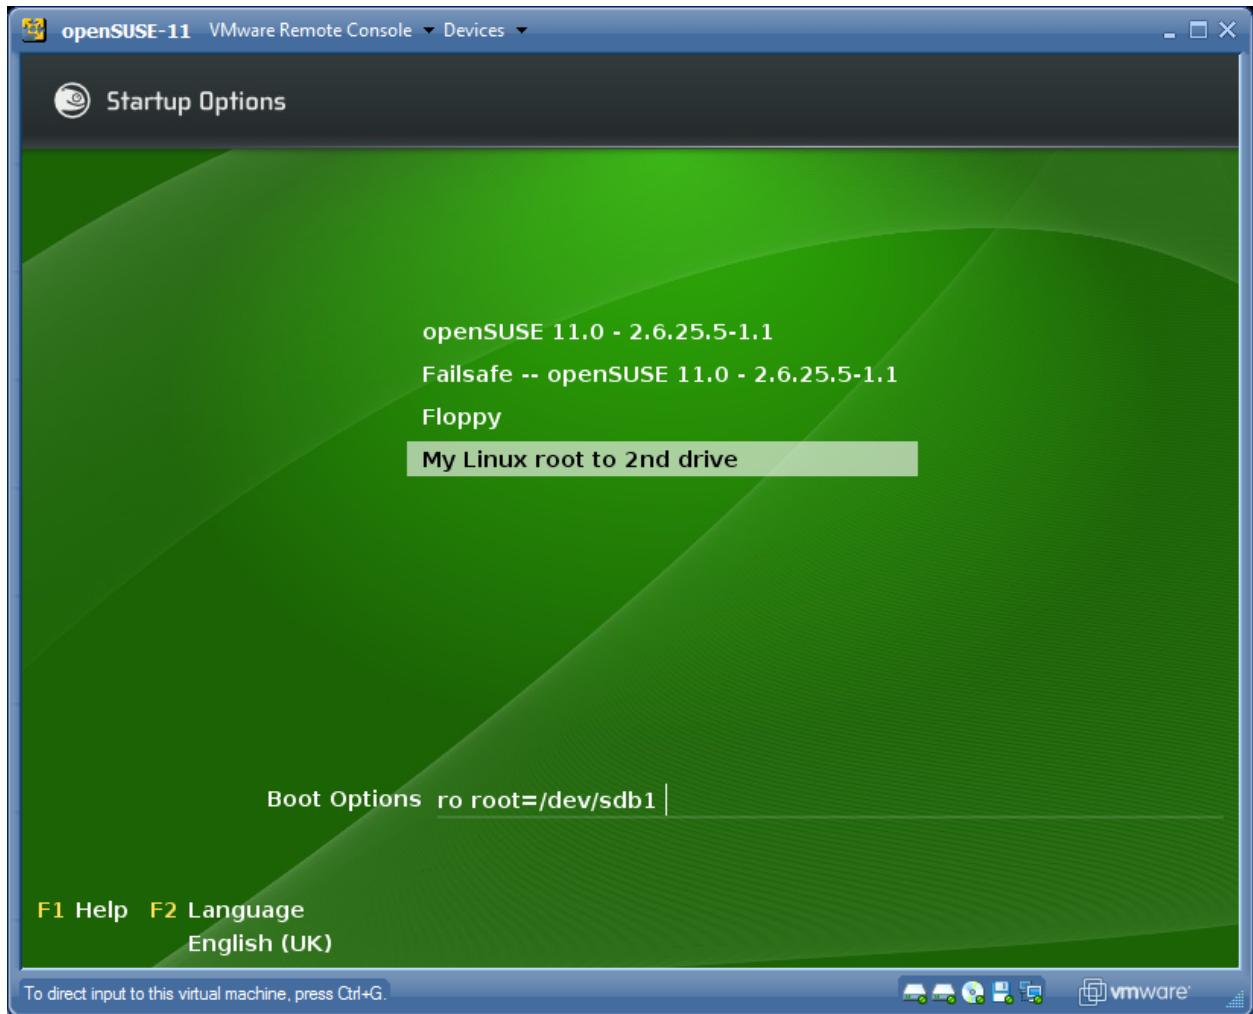 openSUSE-11 VMware Remote Console Devices
Startup Options
openSUSE 11.0 - 2.6.25.5-1.1
Failsafe -- openSUSE 11.0 - 2.6.25.5-1.1
Floppy
My Linux root to 2nd drive
Boot Options ro root=/dev/sdb1
F1 Help F2 Language
English (UK)
To direct input to this virtual machine, press Ctrl+G.
vmware